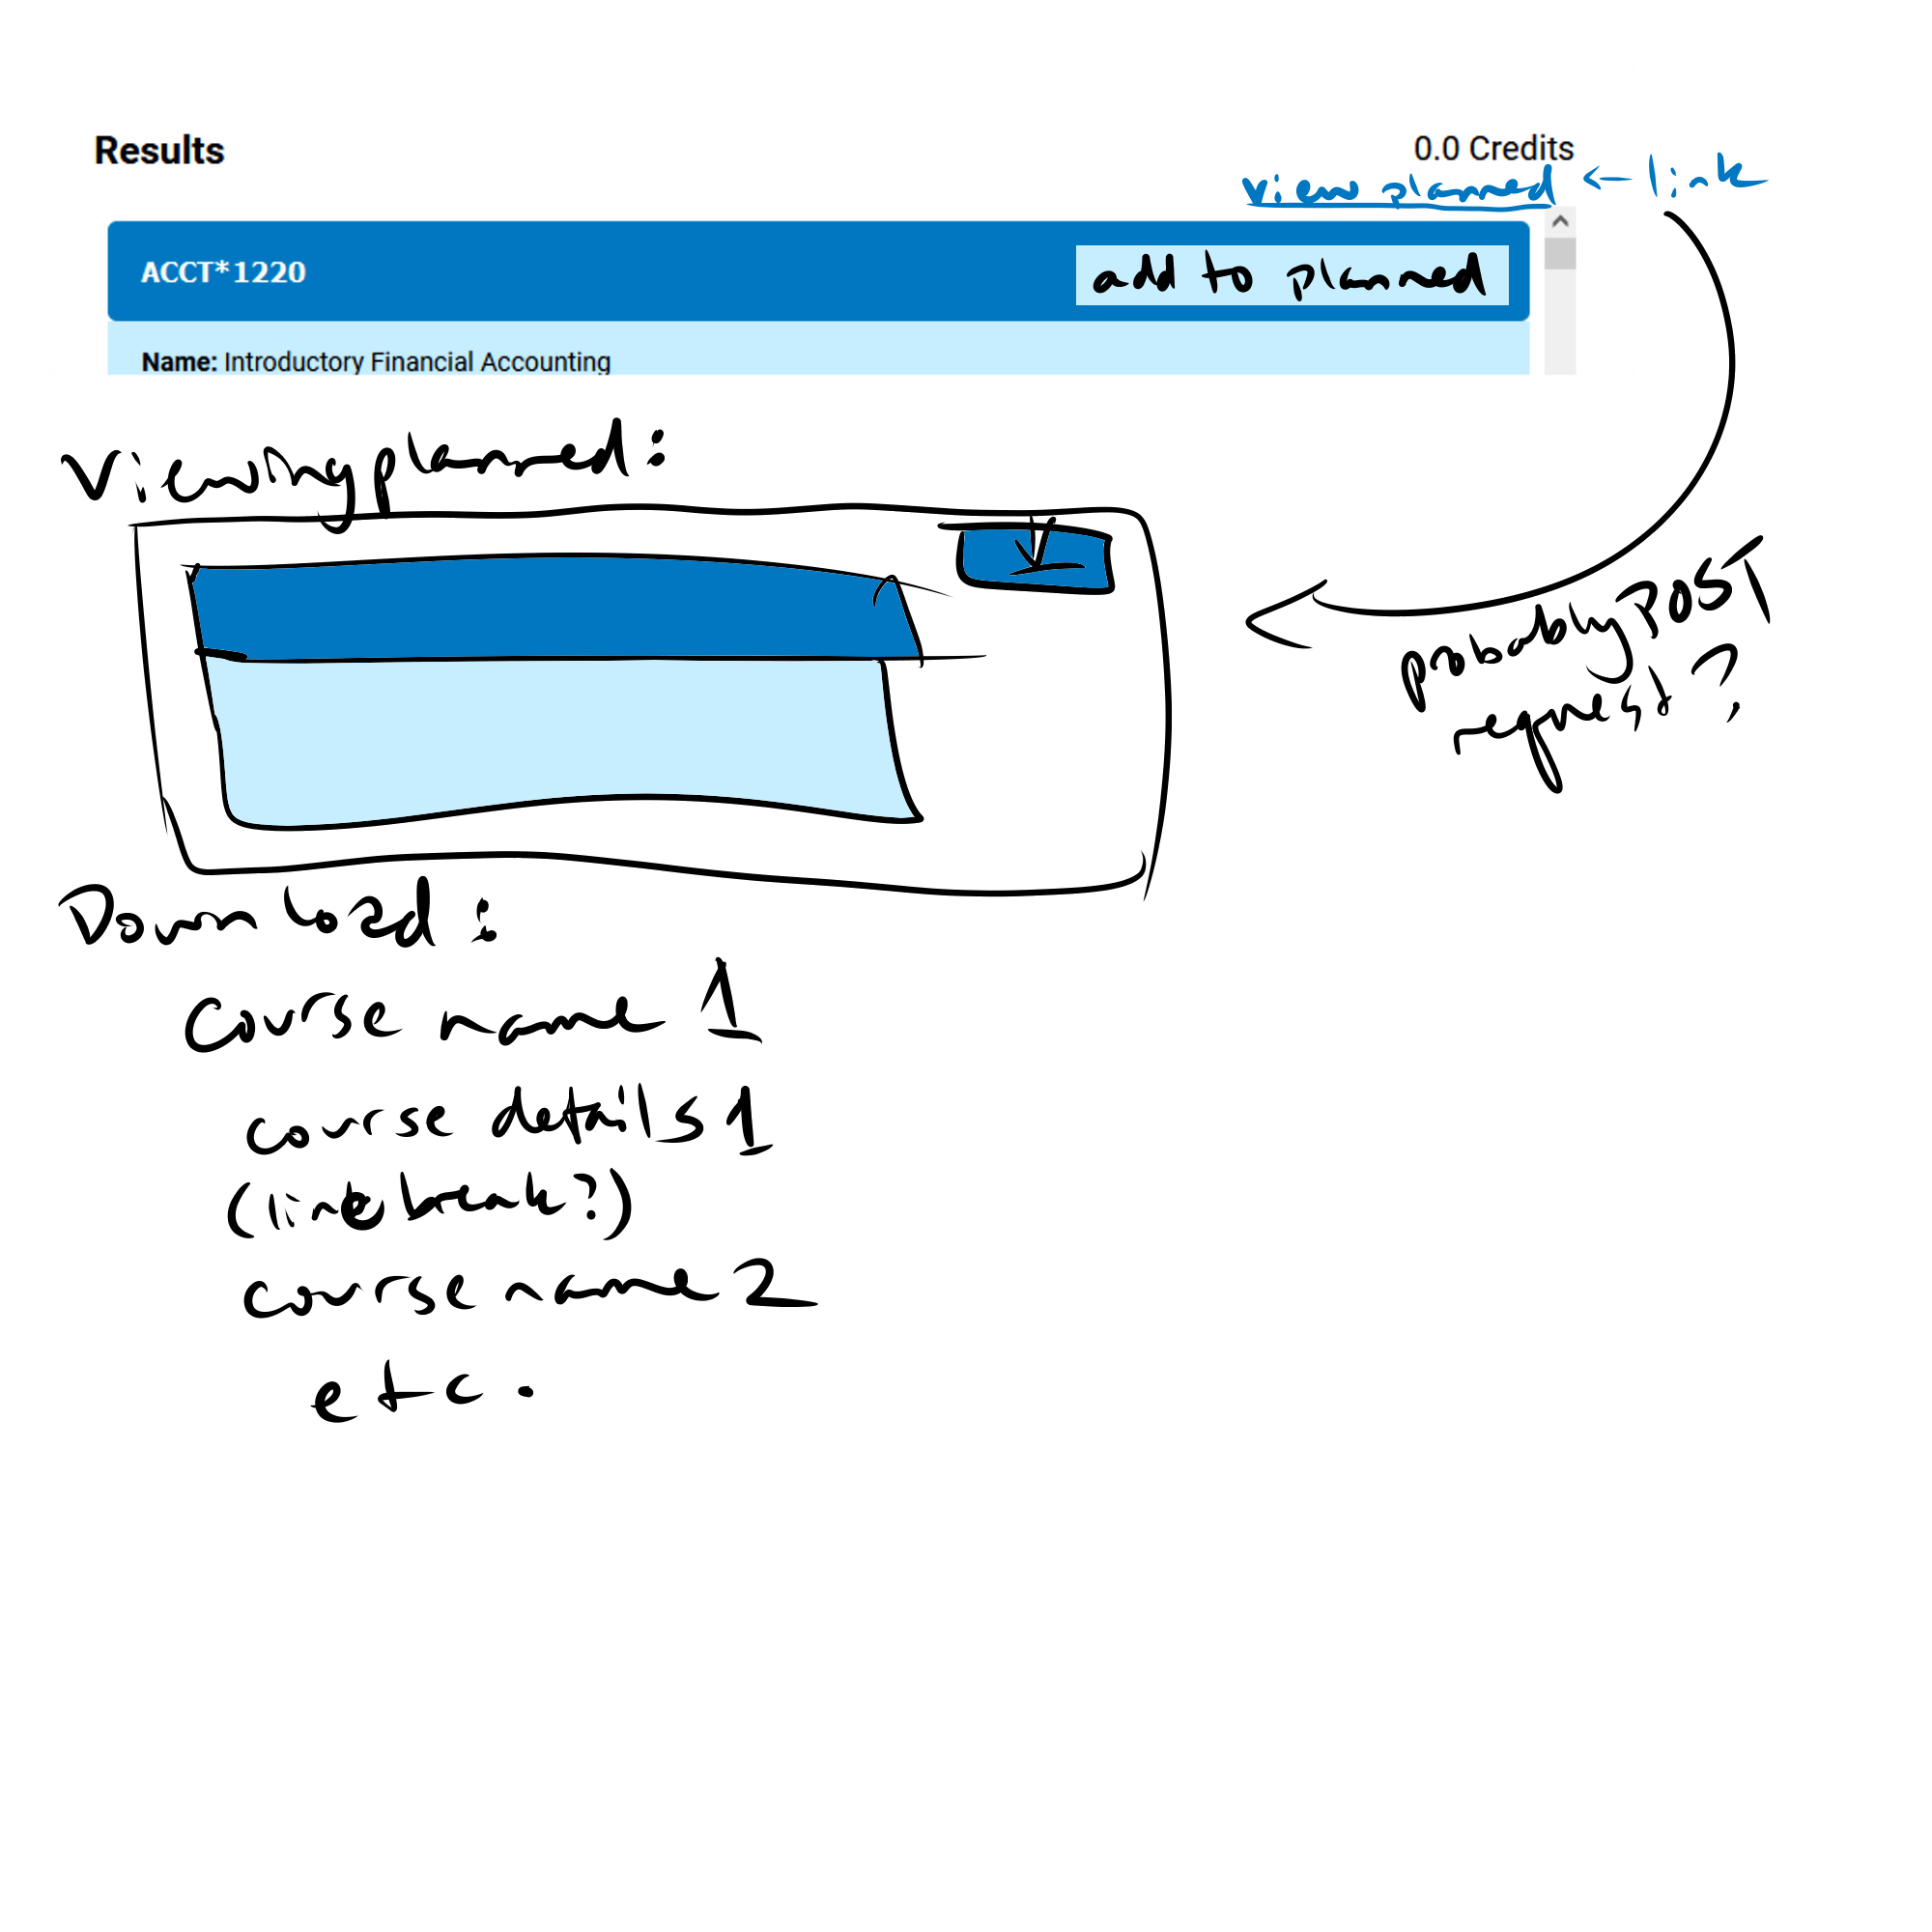 Results
0.0 Credits
view planned ← link
ACCT*1220
add to planned
Name: Introductory Financial Accounting
Viewing planned:
probably POST
request?
Download:
course name 1
course details 1
(line break?)
course name 2
etc.